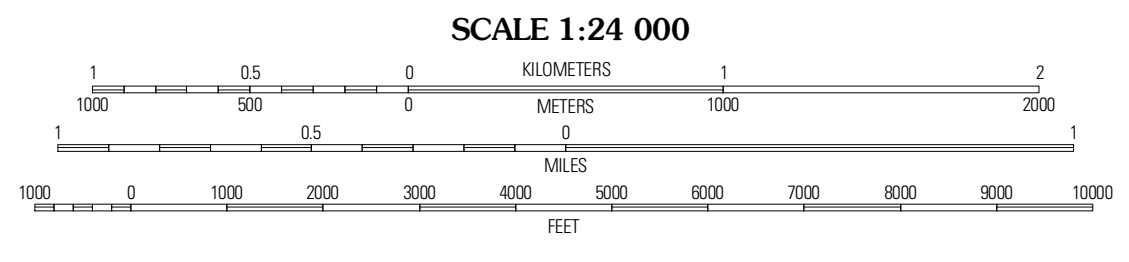 SCALE 1:24 000
1 0.5 0 KILOMETERS 1 2
1000 500 0 METERS 1000 2000
1 0.5 0 1
MILES
1000 0 1000 2000 3000 4000 5000 6000 7000 8000 9000 10000
FEET